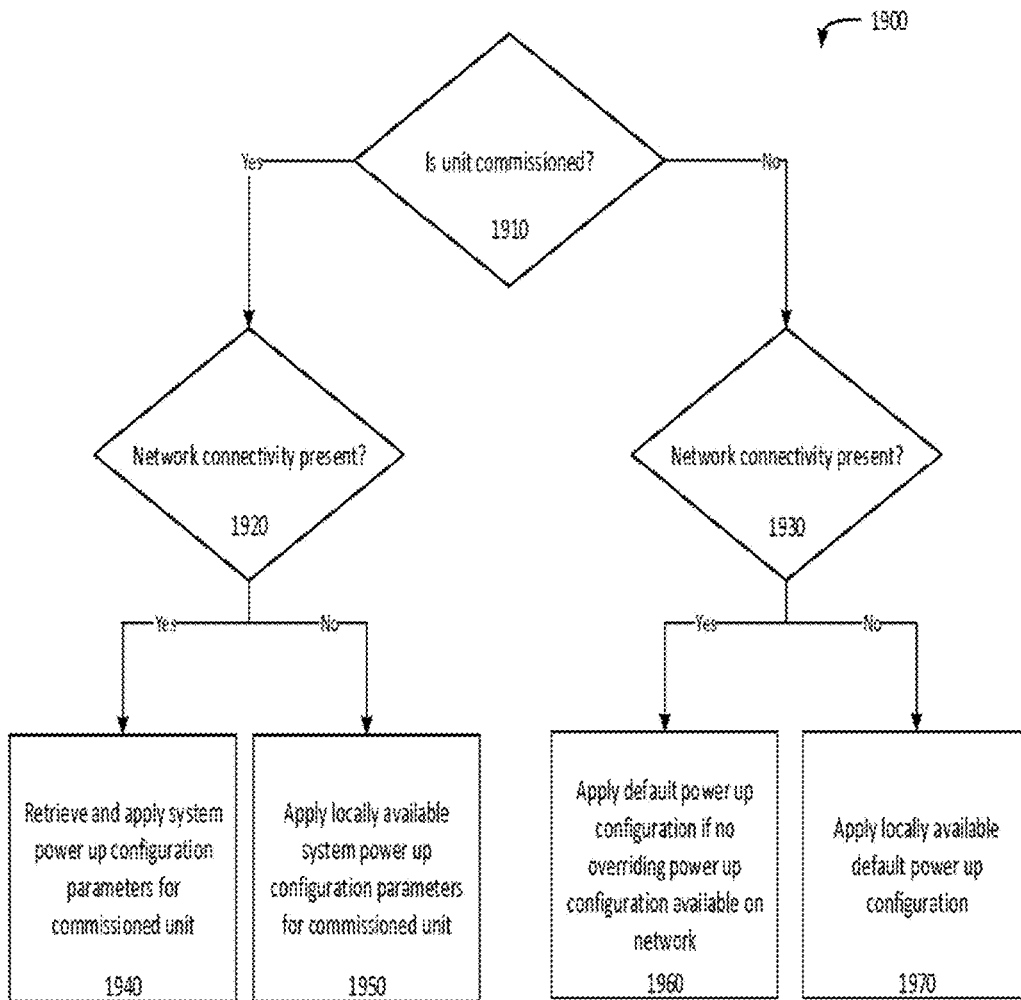 1900
Is unit commissioned?
1910
Yes
No
Network connectivity present?
1920
Network connectivity present?
1930
Yes
No
Yes
No
Retrieve and apply system
power up configuration
parameters for
commissioned unit
1940
Apply locally available
system power up
configuration parameters
for commissioned unit
1950
Apply default power up
configuration if no
overriding power up
configuration available on
network
1960
Apply locally available
default power up
configuration
1970